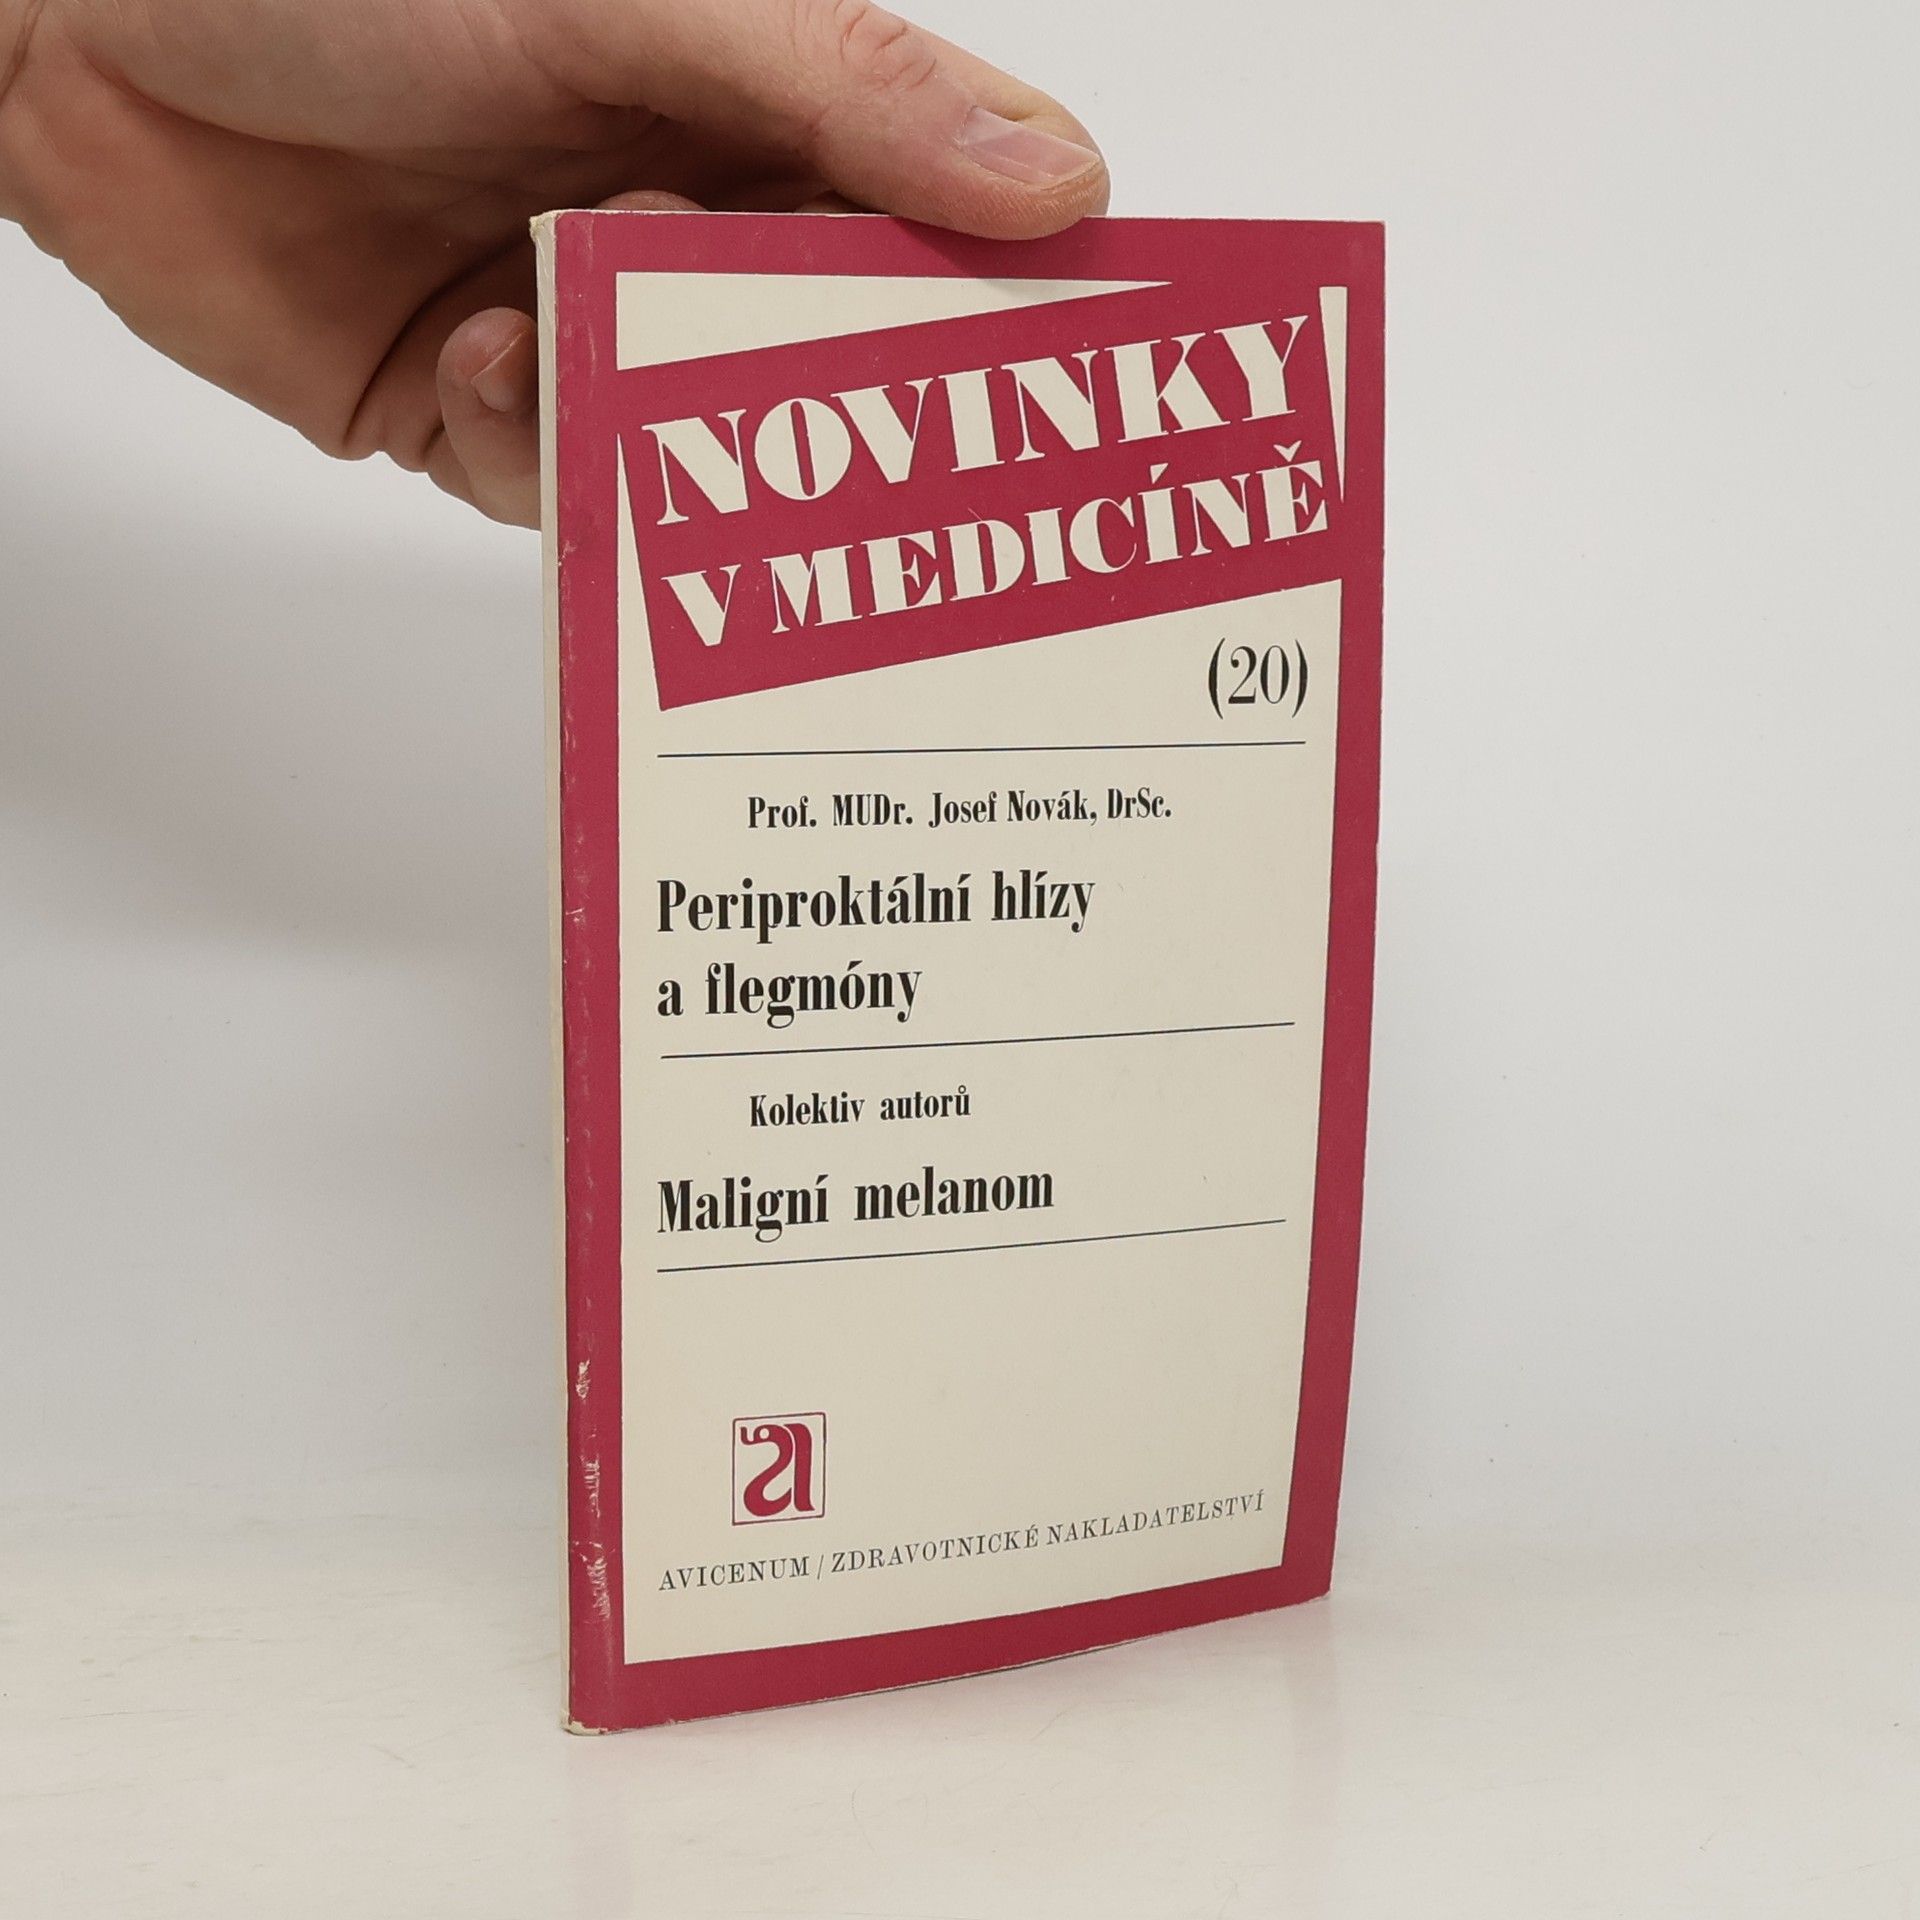 NOVINKY
V MEDICÍNĚ
(20)
Prof. MUDr. Josef Novák, DrSc.
Periproktální hlízy
a flegmóny
Kolektiv autorů
Maligní melanom
AVICENUM / ZDRAVOTNICKÉ NAKLADATELSTVÍ